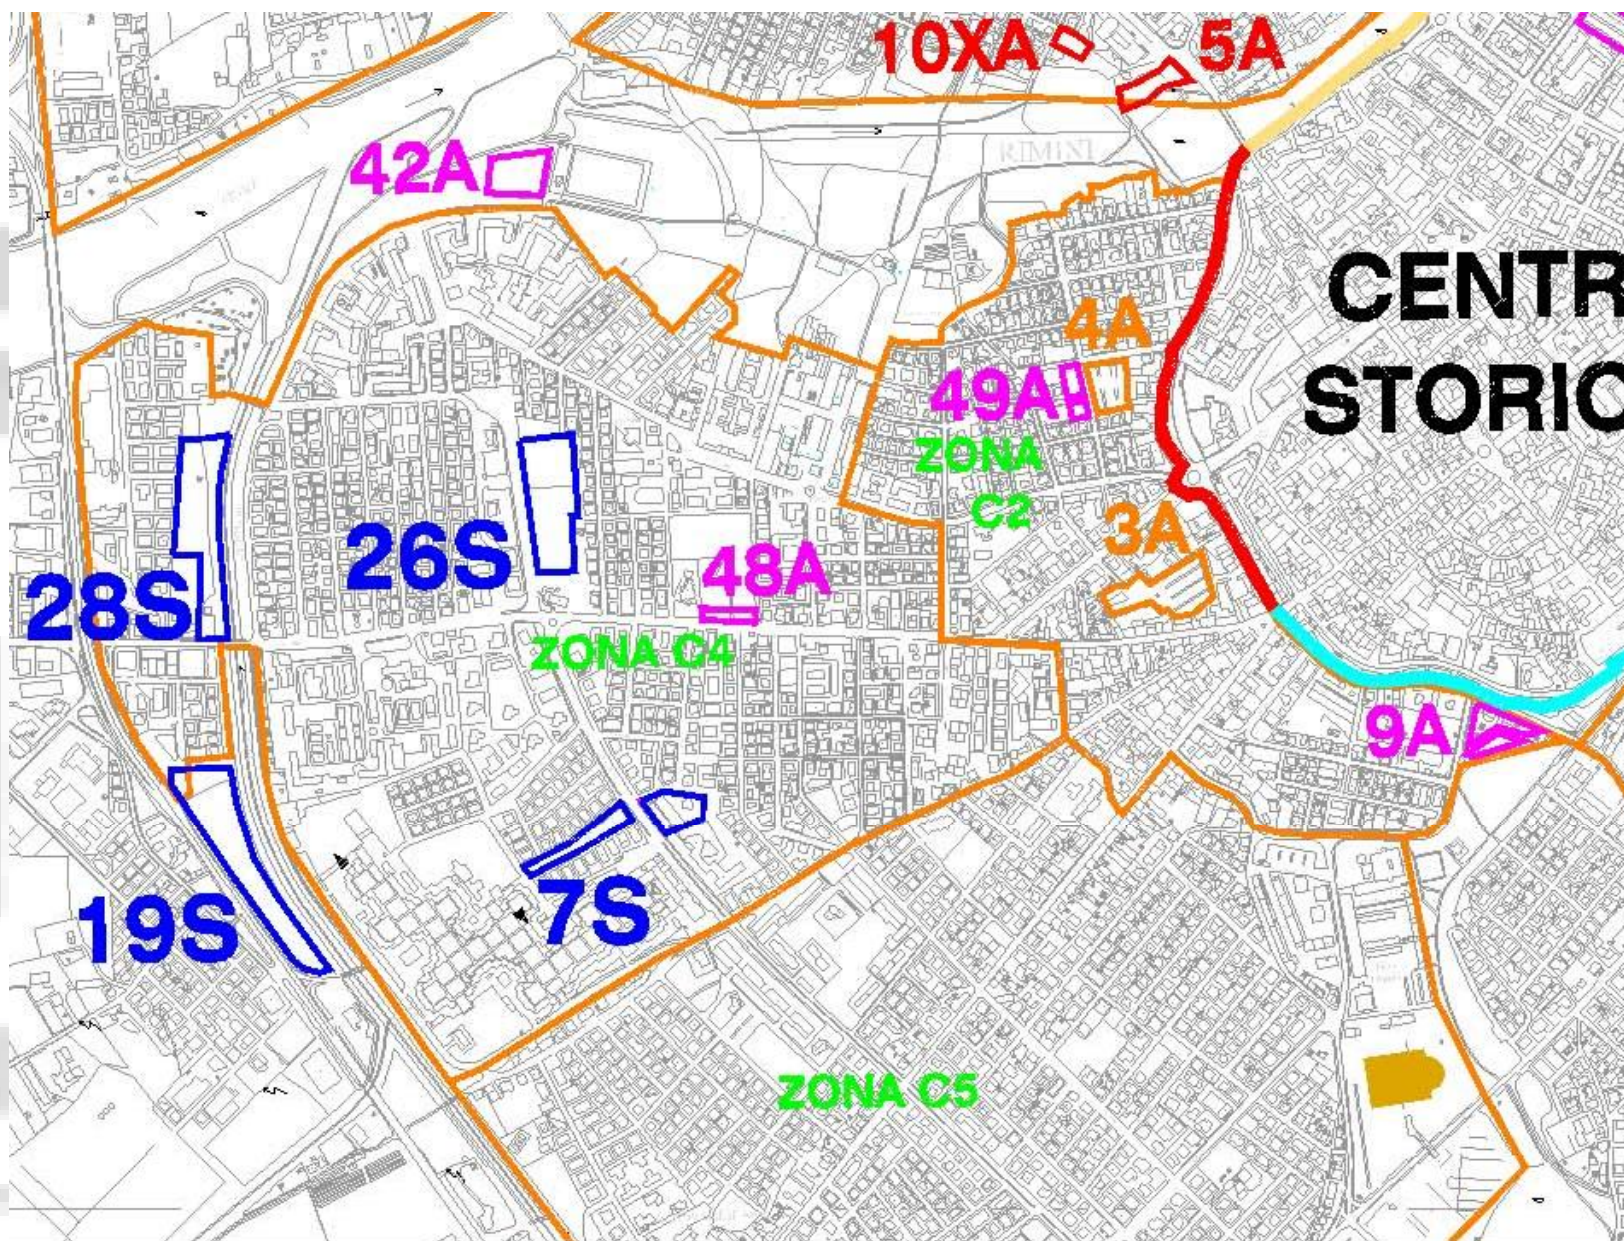 10XA
5A
42A
RIMINI
CENTR
STORIC
4A
49A
ZONA
C2
3A
26S
28S
48A
ZONA C4
9A
7S
19S
ZONA C5